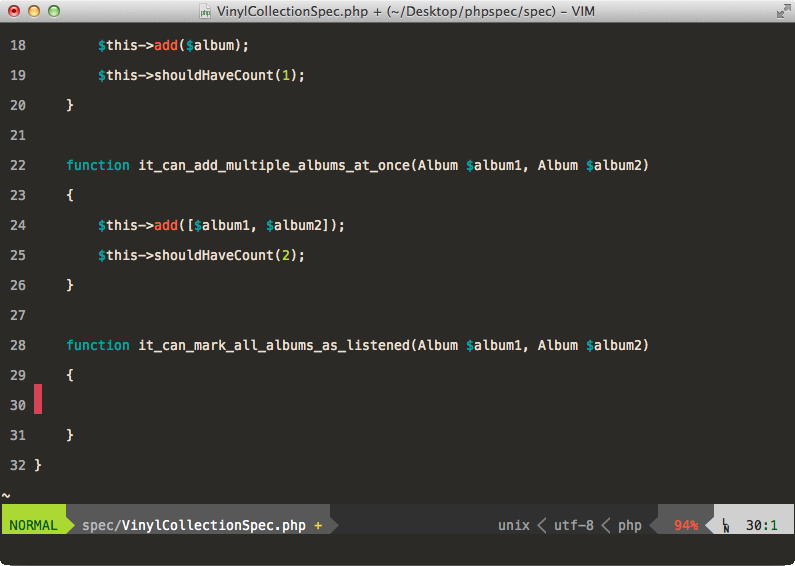 VinylCollectionSpec.php + (~/Desktop/phpspec/spec) – VIM
18 $this->add($album);
19 $this->shouldHaveCount(1);
20 }
21
22 function it_can_add_multiple_albums_at_once(Album $album1, Album $album2)
23 {
24 $this->add([$album1, $album2]);
25 $this->shouldHaveCount(2);
26 }
27
28 function it_can_mark_all_albums_as_listened(Album $album1, Album $album2)
29 {
30
31 }
32 }
~
NORMAL spec/VinylCollectionSpec.php + unix < utf-8 < php 94% LN 30:1